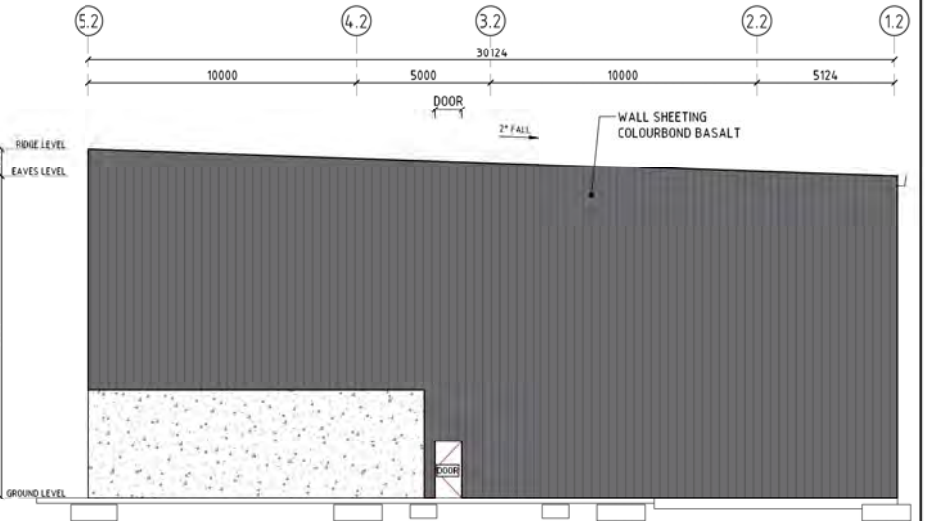 5.2 4.2 3.2 2.2 1.2
30124
10000 5000 10000 5124
DOOR
2° FALL
WALL SHEETING
COLOURBOND BASALT
RIDGE LEVEL
EAVES LEVEL
DOOR
GROUND LEVEL